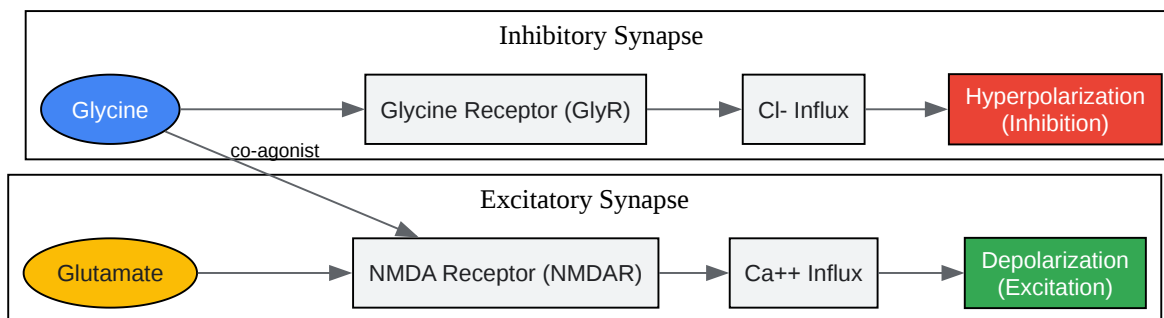 Inhibitory Synapse
Glycine
Glycine Receptor (GlyR)
Cl- Influx
Hyperpolarization
(Inhibition)
co-agonist
Excitatory Synapse
Glutamate
NMDA Receptor (NMDAR)
Ca++ Influx
Depolarization
(Excitation)